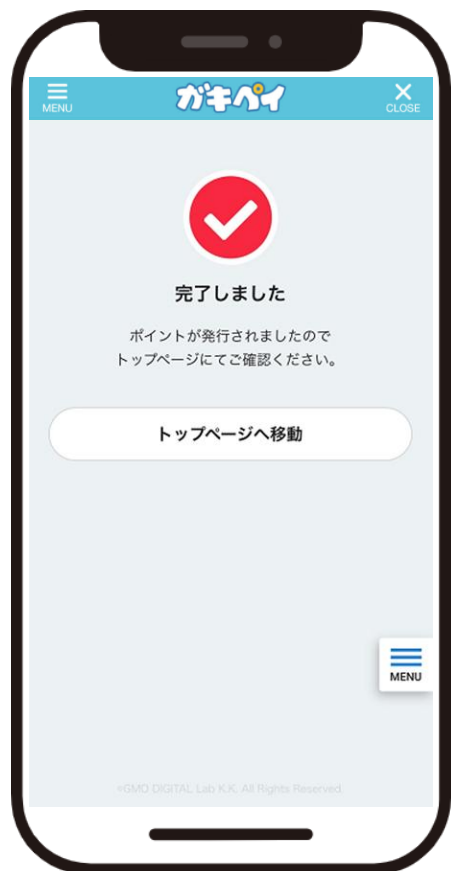 MENU
ガキペイ
CLOSE
完了しました
ポイントが発行されましたので
トップページにてご確認ください。
トップページへ移動
MENU
©GMO DIGITAL Lab K.K. All Rights Reserved.